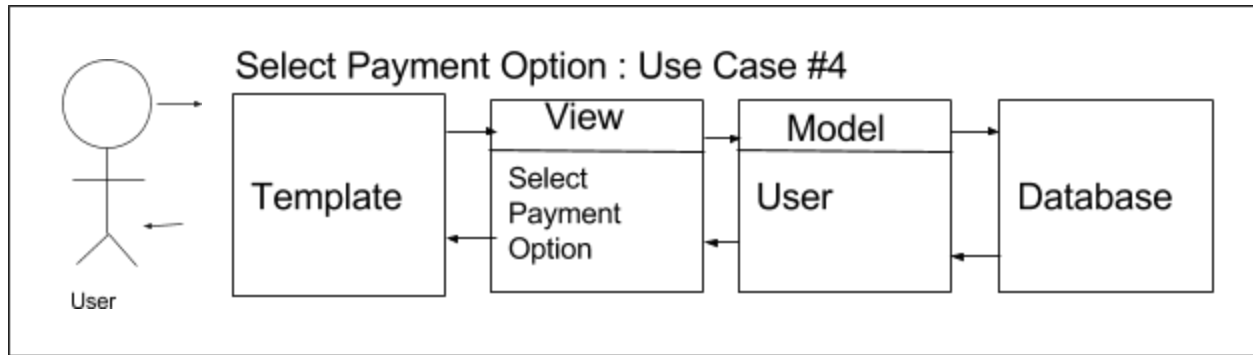 Select Payment Option : Use Case #4
View
Model
Template
Select
Payment
Option
User
Database
User